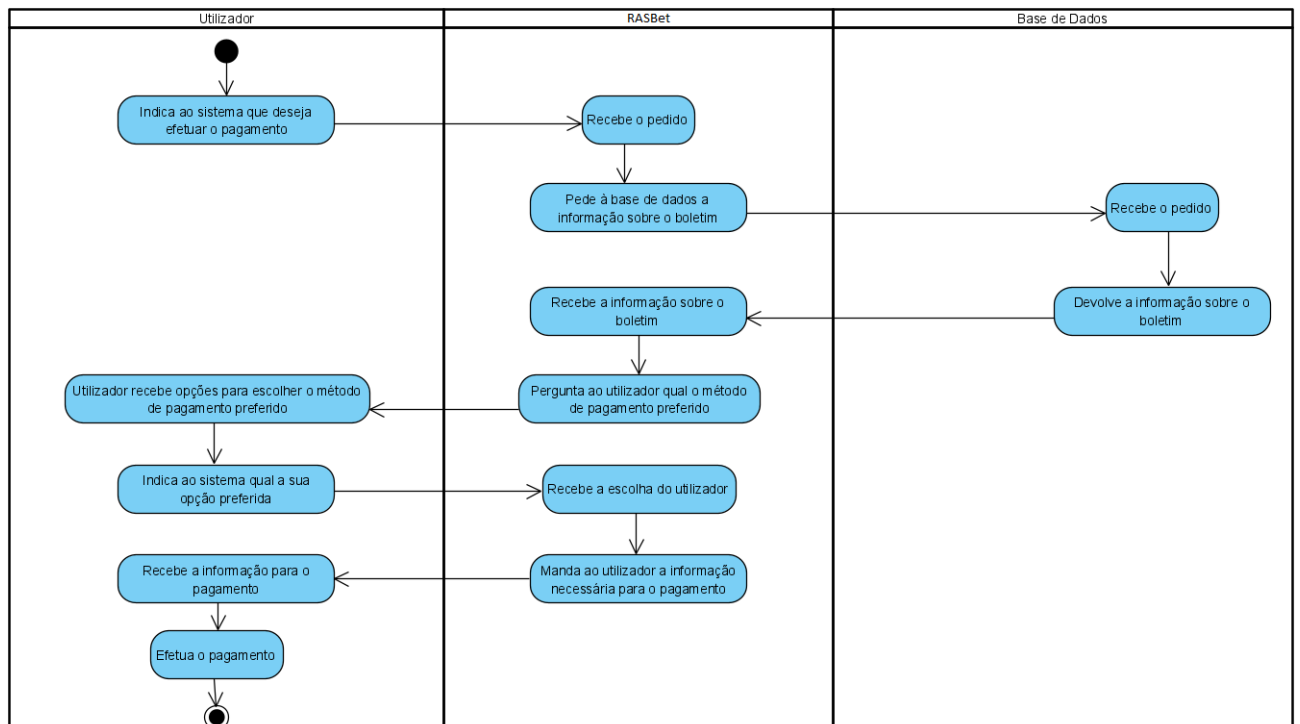 Utilizador
RASBet
Base de Dados
Indica ao sistema que deseja
efetuar o pagamento
Recebe o pedido
Pede à base de dados a
informação sobre o boletim
Recebe o pedido
Recebe a informação sobre o
boletim
Devolve a informação sobre o
boletim
Utilizador recebe opções para escolher o método
de pagamento preferido
Pergunta ao utilizador qual o método
de pagamento preferido
Indica ao sistema qual a sua
opção preferida
Recebe a escolha do utilizador
Recebe a informação para o
pagamento
Manda ao utilizador a informação
necessária para o pagamento
Efetua o pagamento